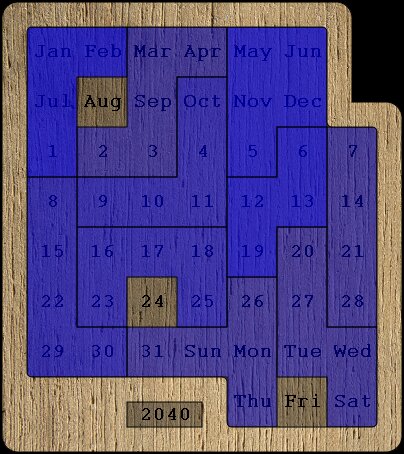 Jan Feb Mar Apr May Jun
Jul Aug Sep Oct Nov Dec
1 2 3 4 5 6 7
8 9 10 11 12 13 14
15 16 17 18 19 20 21
22 23 24 25 26 27 28
29 30 31 Sun Mon Tue Wed
2040 Thu Fri Sat